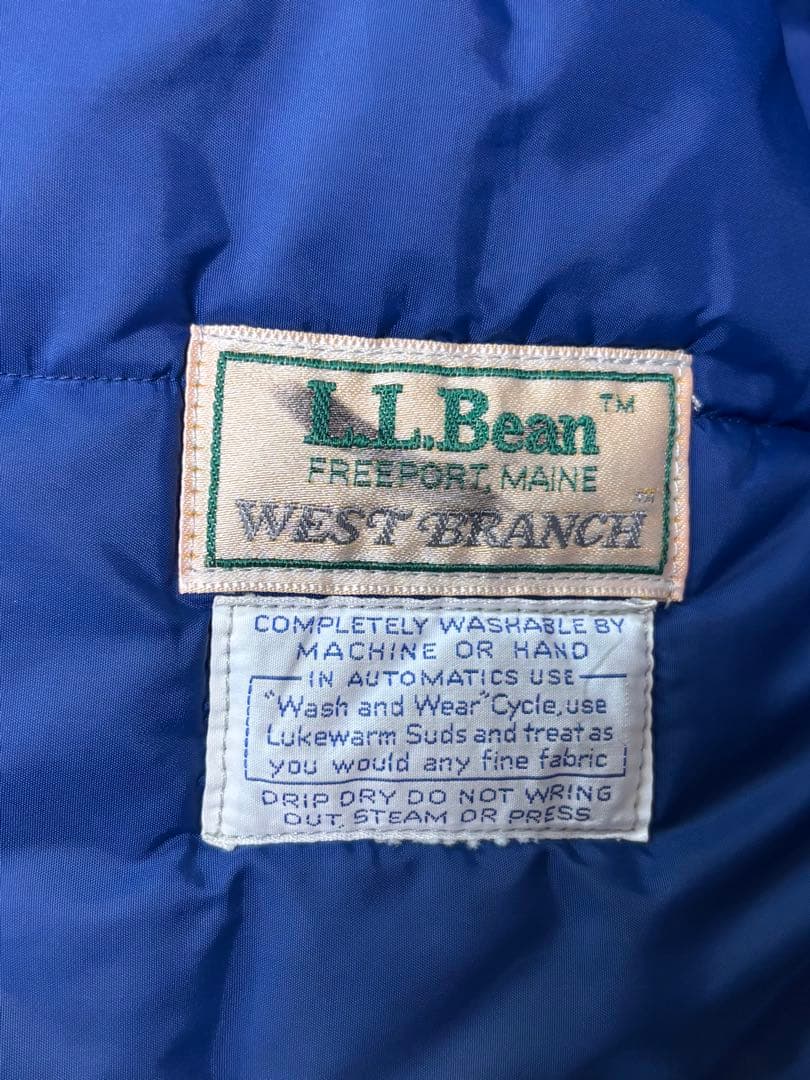 L.L.Bean™
FREEPORT, MAINE
WEST BRANCH™
COMPLETELY WASHABLE BY
MACHINE OR HAND
IN AUTOMATICS USE
"Wash and Wear" Cycle, use
Lukewarm Suds and treat as
you would any fine fabric
DRIP DRY DO NOT WRING
OUT, STEAM OR PRESS